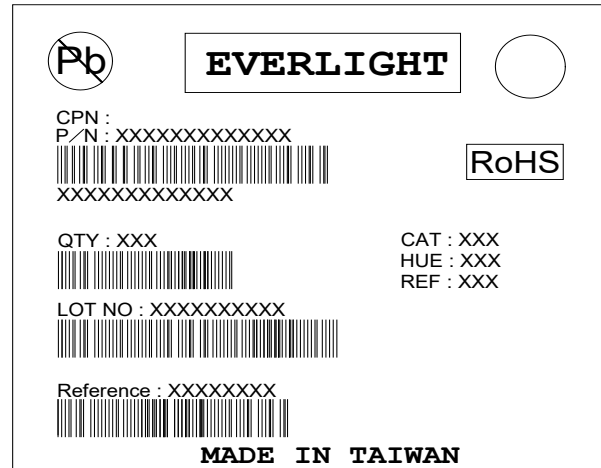 Pb
EVERLIGHT
CPN :
P/N : XXXXXXXXXXXXX
RoHS
XXXXXXXXXXXXX
QTY : XXX
CAT : XXX
HUE : XXX
REF : XXX
LOT NO : XXXXXXXXXX
Reference : XXXXXXXX
MADE IN TAIWAN